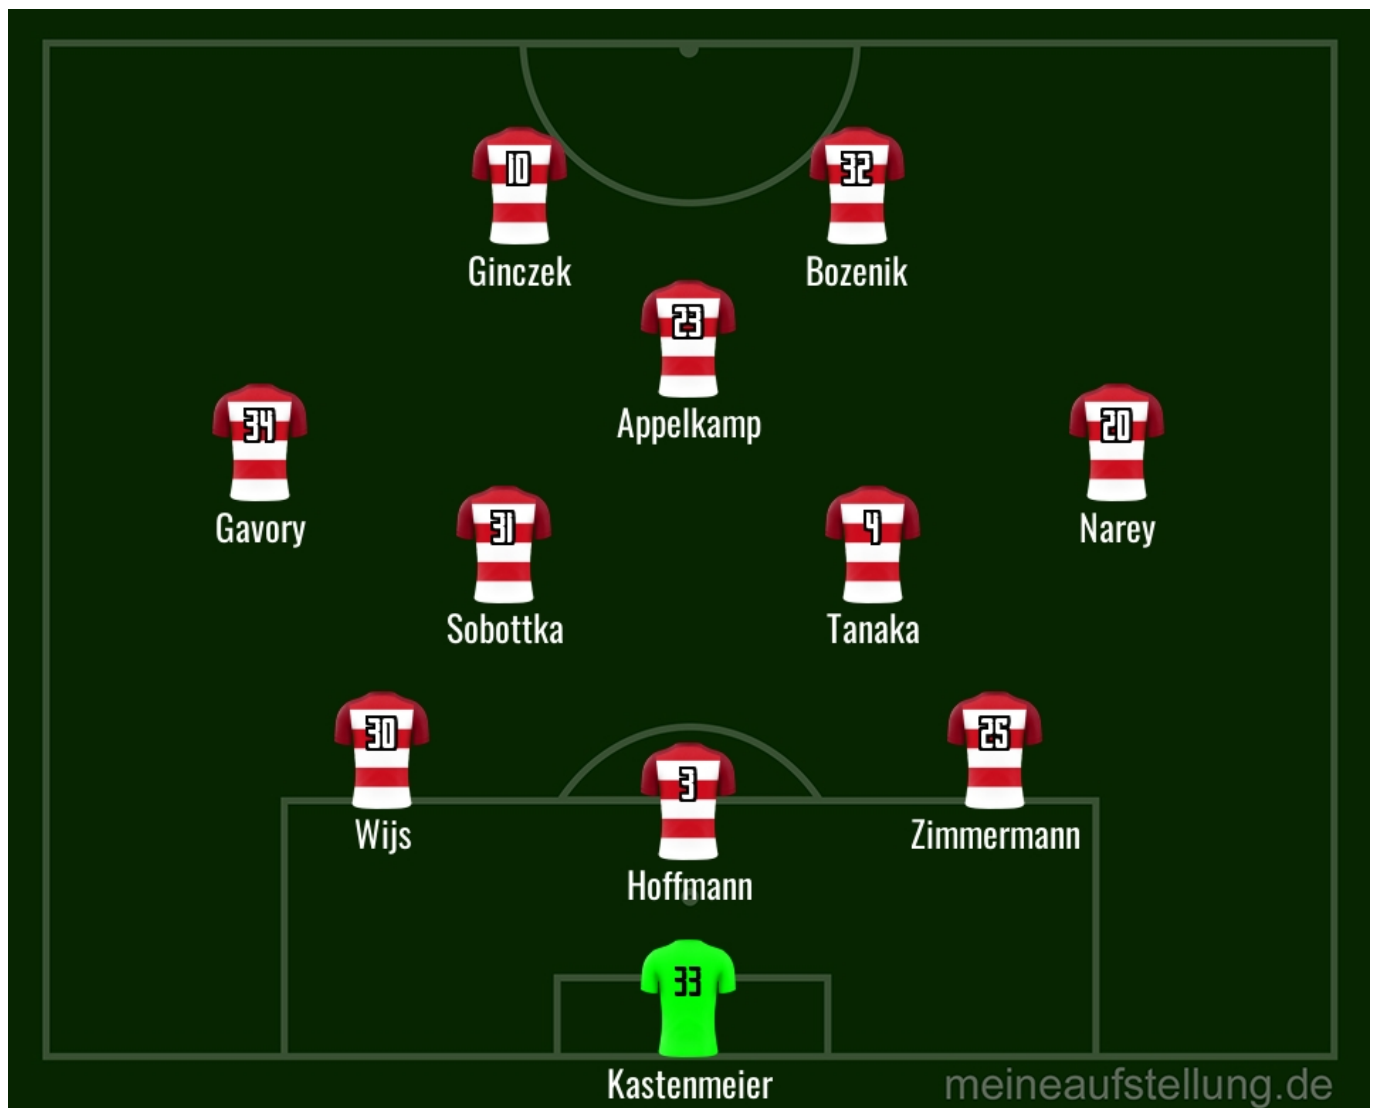 10
32
Ginczek
Bozenik
23
Appelkamp
34
20
Gavory
Narey
31
4
Sobottka
Tanaka
30
25
Wijs
Zimmermann
3
Hoffmann
33
Kastenmeier
meineaufstellung.de